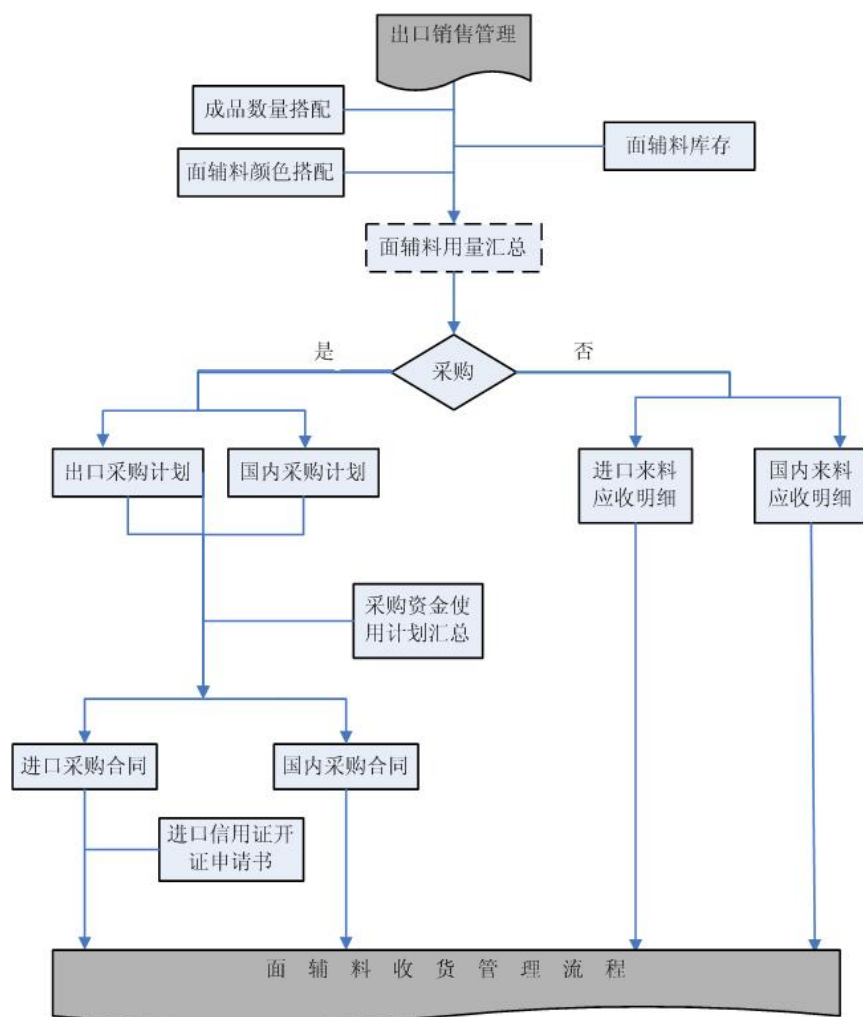 出口销售管理
成品数量搭配
面辅料库存
面辅料颜色搭配
面辅料用量汇总
是
否
采购
出口采购计划
国内采购计划
进口来料
应收明细
国内来料
应收明细
采购资金使
用计划汇总
进口采购合同
国内采购合同
进口信用证开
证申请书
面辅料收货管理流程